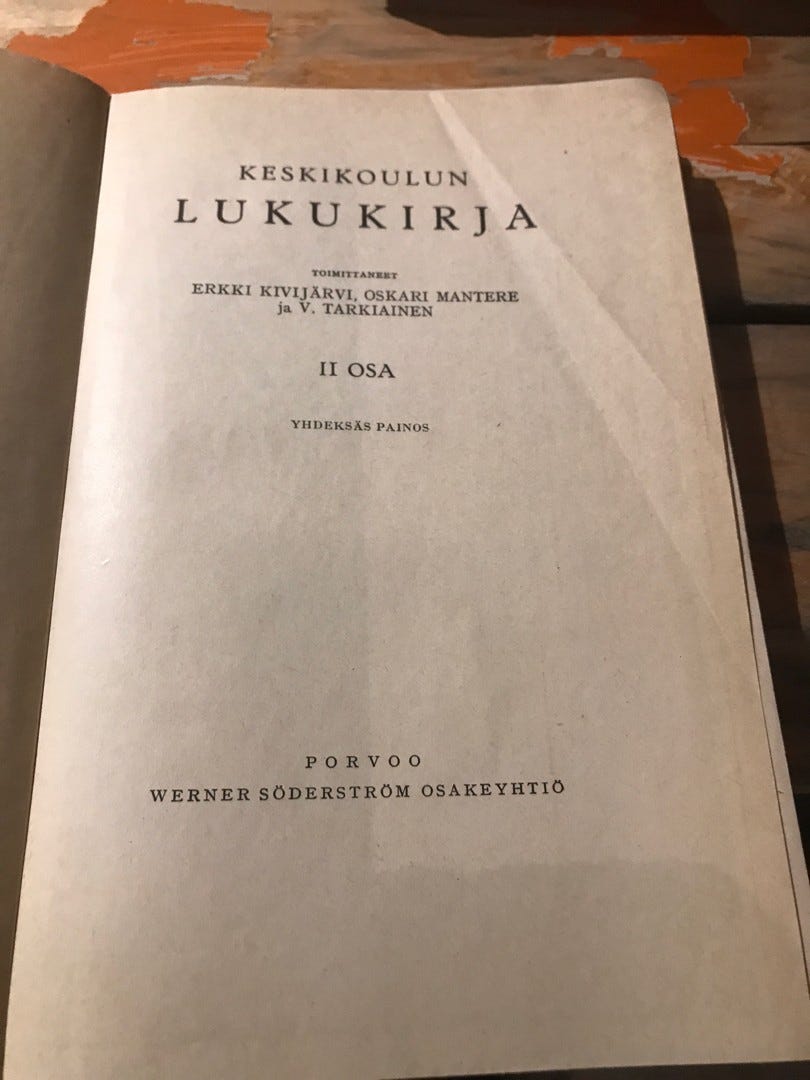 KESKIKOULUN
LUKUKIRJA
TOIMITTANEET
ERKKI KIVIJÄRVI, OSKARI MANTERE
ja V. TARKIAINEN
II OSA
YHDEKSÄS PAINOS
PORVOO
WERNER SÖDERSTRÖM OSAKEYHTIÖ